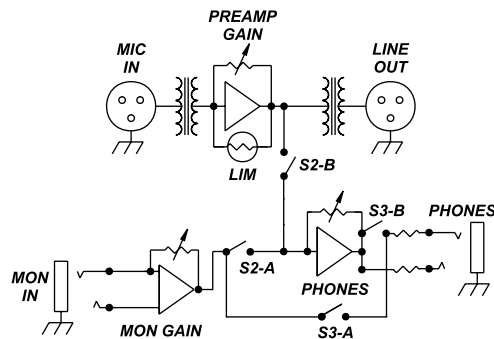 PREAMP
GAIN
MIC
IN
LINE
OUT
LIM
S2-B
S3-B
PHONES
MON
IN
S2-A
PHONES
MON GAIN
S3-A